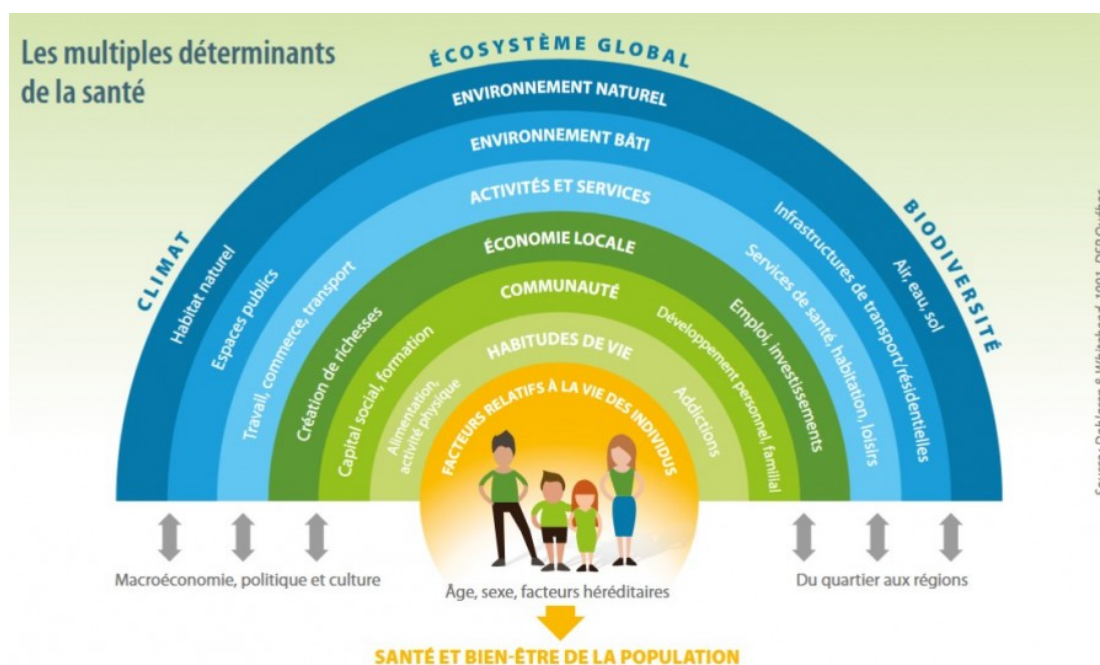 Les multiples déterminants
de la santé
ÉCOSYSTÈME GLOBAL
CLIMAT
BIODIVERSITÉ
ENVIRONNEMENT NATUREL
Habitat naturel
Air, eau, sol
ENVIRONNEMENT BÂTI
Espaces publics
Infrastructures de transport/résidentielles
ACTIVITÉS ET SERVICES
Travail, commerce, transport
Services de santé, habitation, loisirs
ÉCONOMIE LOCALE
Création de richesses
Emploi, investissements
COMMUNAUTÉ
Capital social, formation
Développement personnel, familial
HABITUDES DE VIE
Alimentation,
activité physique
Addictions
FACTEURS RELATIFS À LA VIE DES INDIVIDUS
Macroéconomie, politique et culture
Âge, sexe, facteurs héréditaires
Du quartier aux régions
SANTÉ ET BIEN-ÊTRE DE LA POPULATION